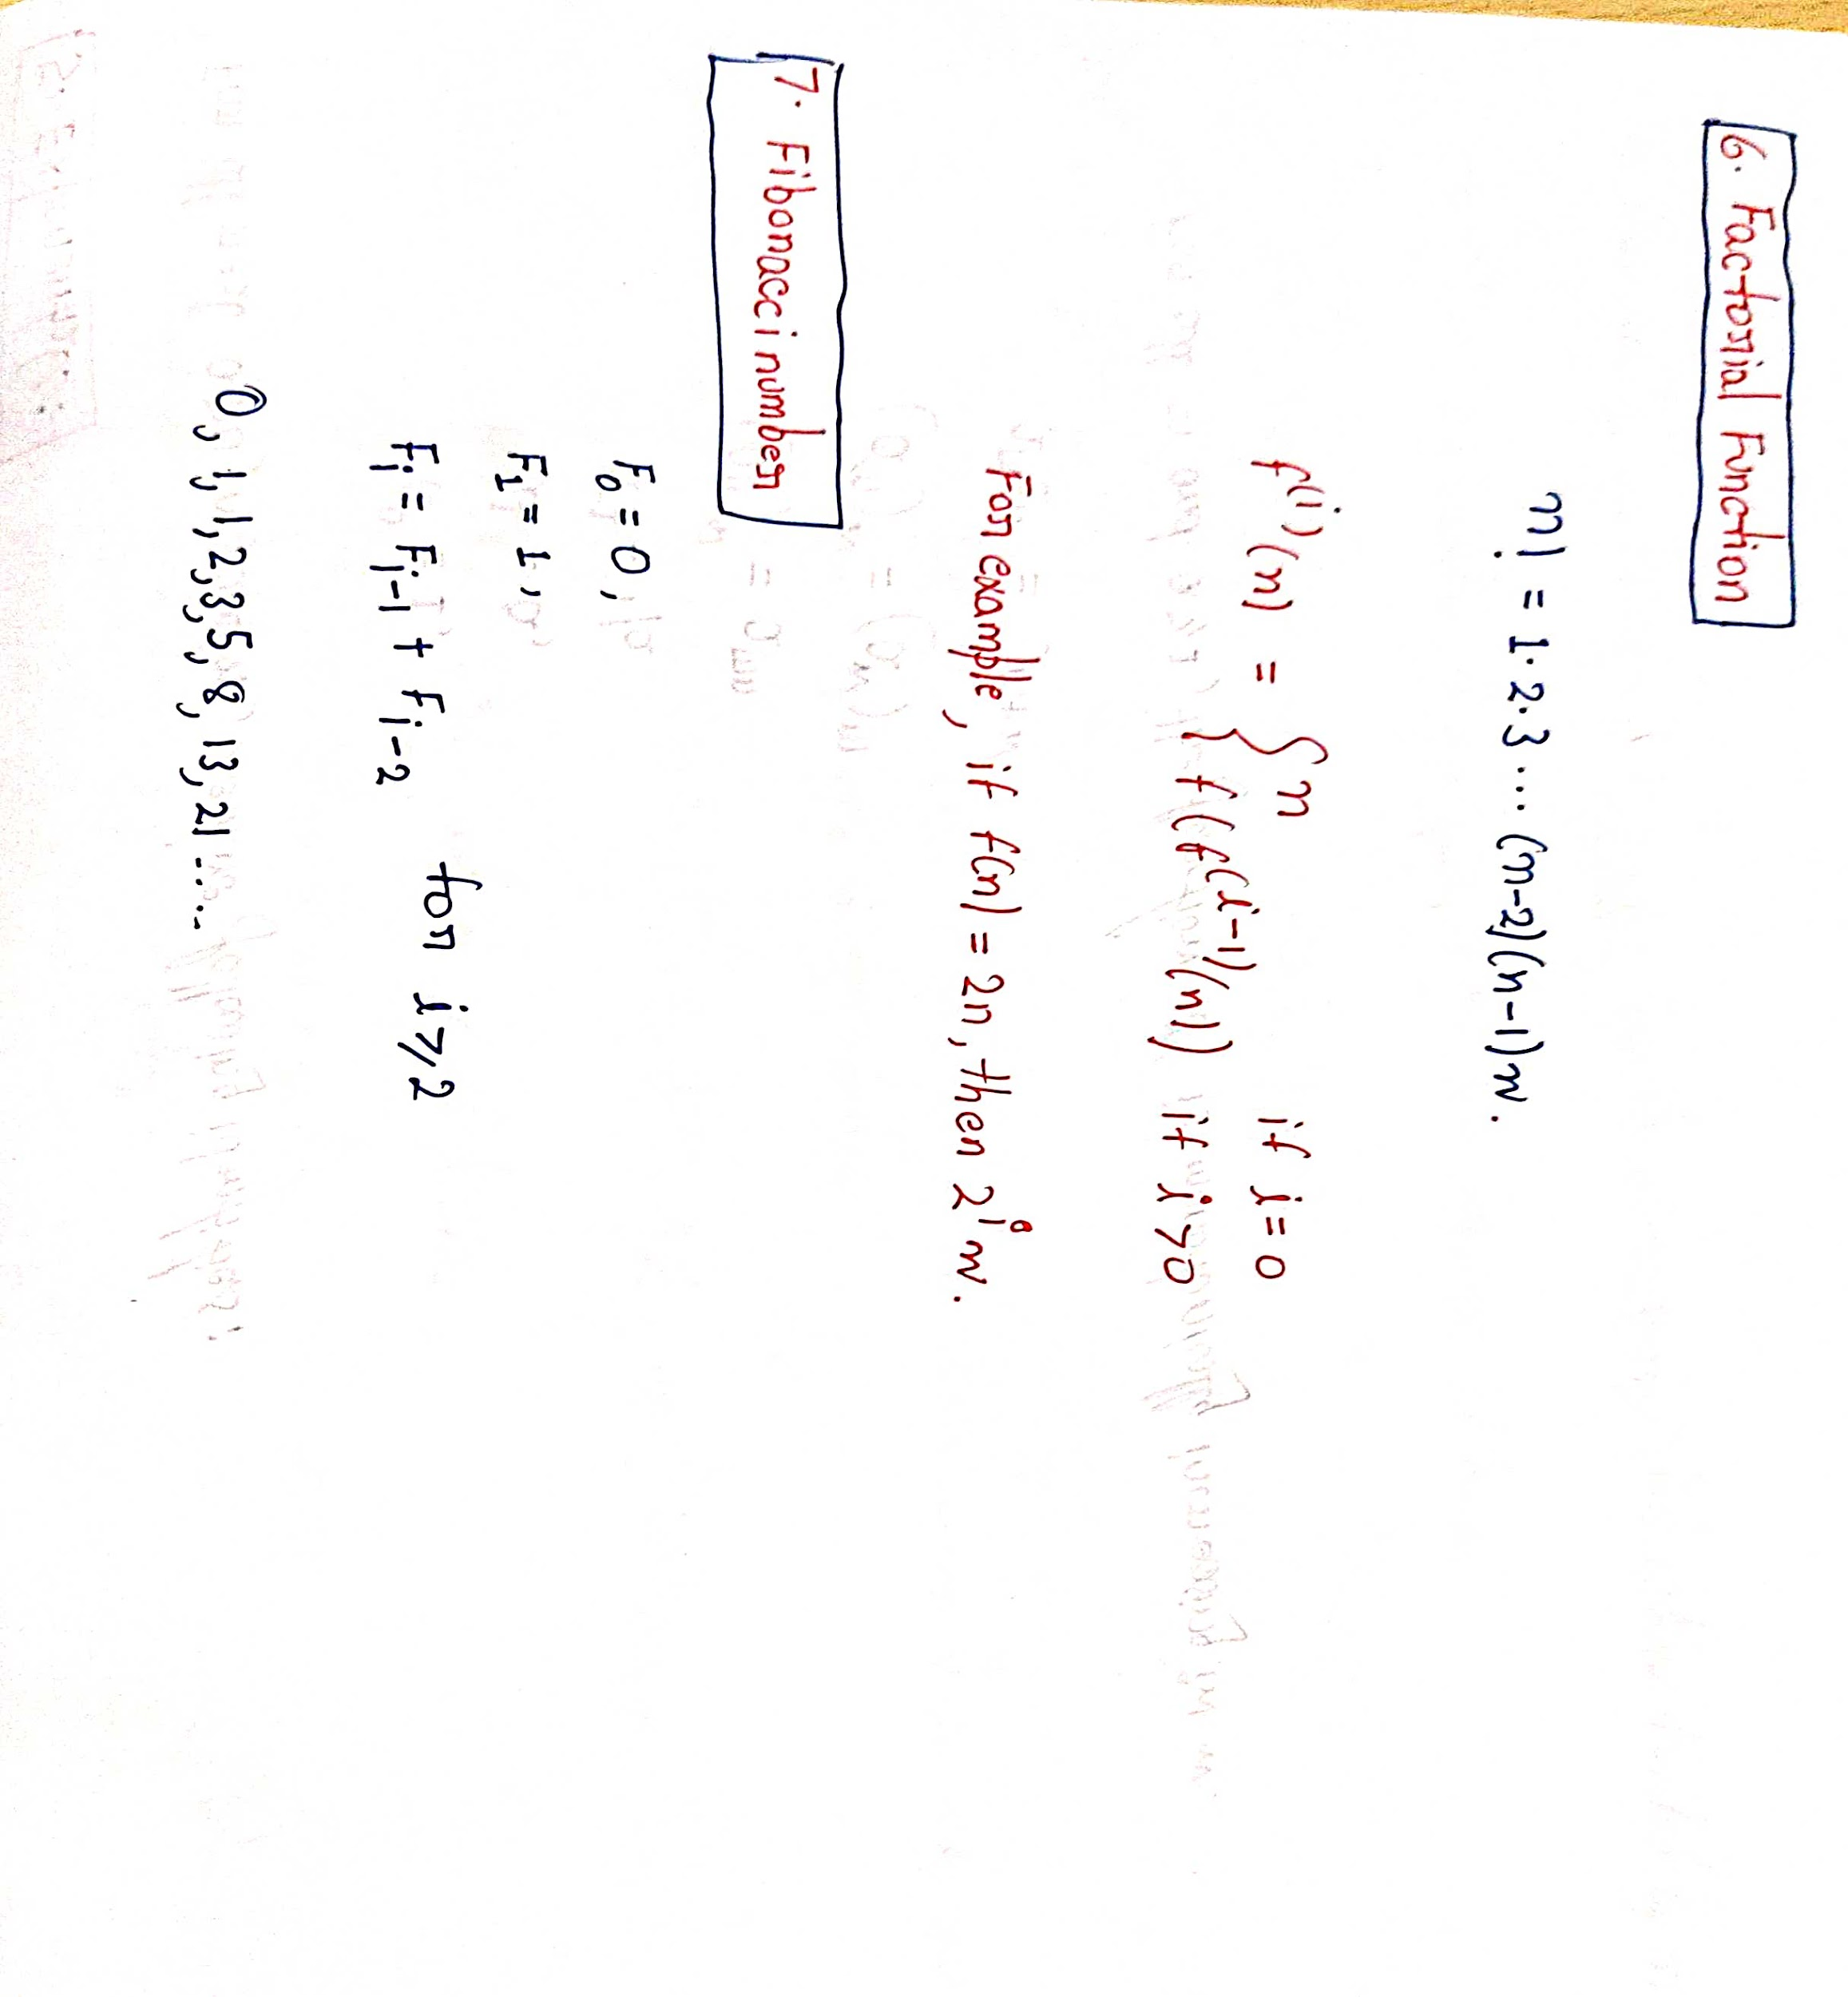 6. Factorial Function
n! = 1·2·3 .... (n-2)(n-1)n.
f⁽ⁱ⁾(n) = { n if i=0
f(f⁽ⁱ⁻¹⁾(n)) if i>0
For example, if f(n) = 2n, then 2ⁱn.
7. Fibonacci number
F₀ = 0,
F₁ = 1,
Fᵢ = Fᵢ₋₁ + Fᵢ₋₂ for i ≥ 2
0, 1, 1, 2, 3, 5, 8, 13, 21 .....